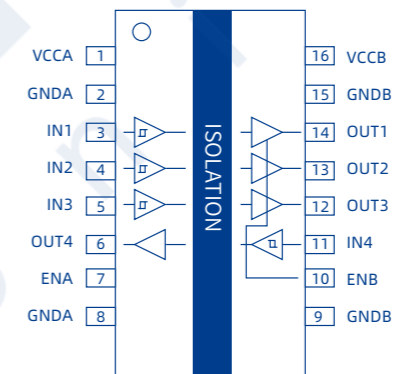 VCCA 1 16 VCCB
GNDA 2 15 GNDB
IN1 3 14 OUT1
IN2 4 13 OUT2
IN3 5 12 OUT3
OUT4 6 11 IN4
ENA 7 10 ENB
GNDA 8 9 GNDB
ISOLATION